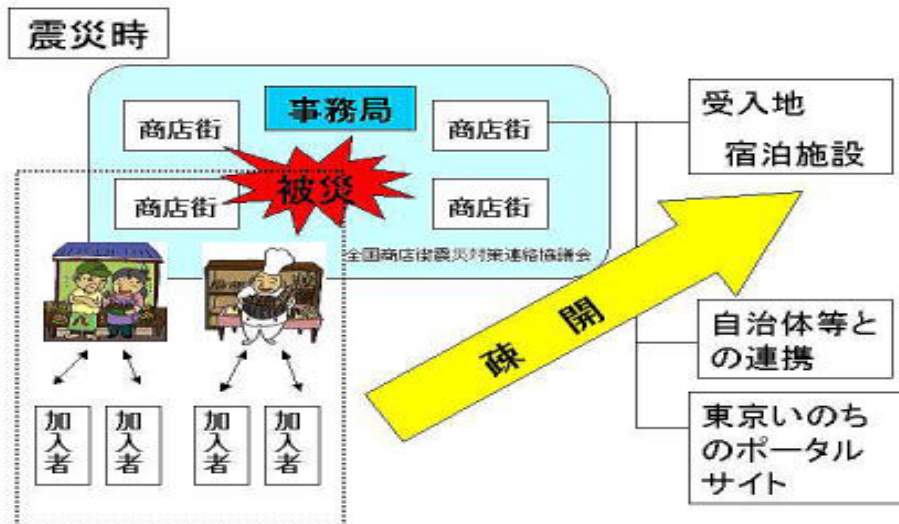 震災時
事務局
商店街
商店街
被災
商店街
商店街
全国商店街震災対策連絡協議会
受入地
宿泊施設
疎 開
自治体等と
の連携
東京いのち
のポータル
サイト
加入者
加入者
加入者
加入者